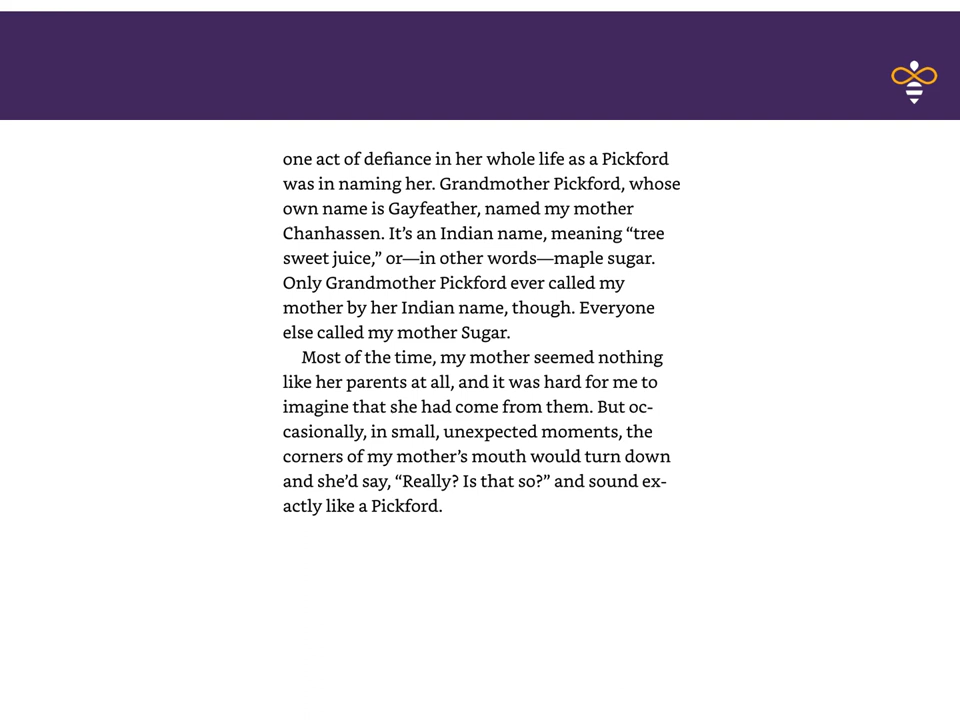 one act of defiance in her whole life as a Pickford
was in naming her. Grandmother Pickford, whose
own name is Gayfeather, named my mother
Chanhassen. It’s an Indian name, meaning “tree
sweet juice,” or—in other words—maple sugar.
Only Grandmother Pickford ever called my
mother by her Indian name, though. Everyone
else called my mother Sugar.
Most of the time, my mother seemed nothing
like her parents at all, and it was hard for me to
imagine that she had come from them. But oc-
casionally, in small, unexpected moments, the
corners of my mother’s mouth would turn down
and she’d say, “Really? Is that so?” and sound ex-
actly like a Pickford.